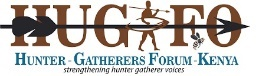 HUGAFO
HUNTER - GATHERERS FORUM - KENYA
strengthening hunter gatherer voices